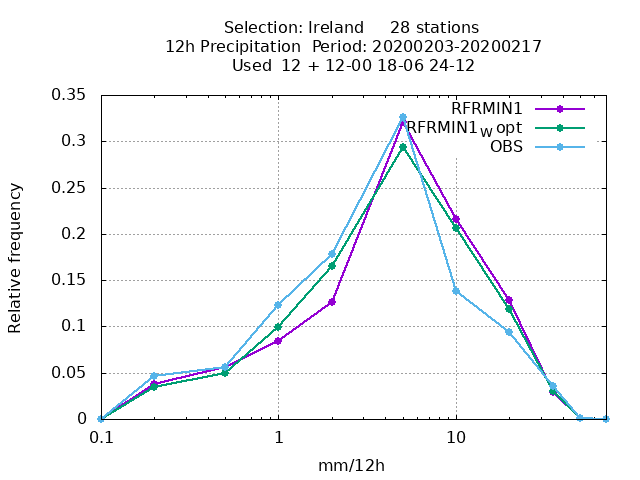 Selection: Ireland 28 stations
12h Precipitation Period: 20200203-20200217
Used 12 + 12-00 18-06 24-12
0.35
0.3
0.25
0.2
0.15
0.1
0.05
0
RFRMIN1
RFRMIN1w opt
OBS
Relative frequency
0.1 1 10
mm/12h